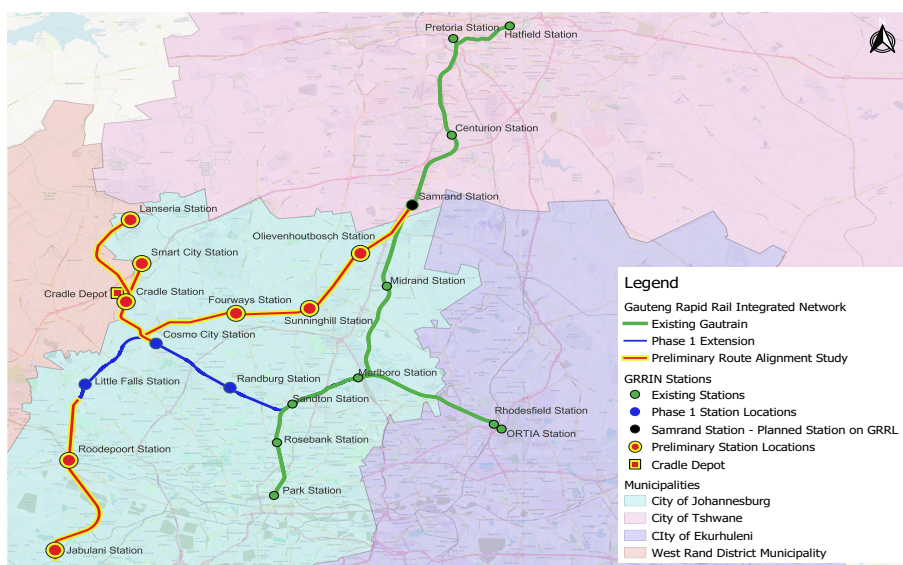 N
Pretoria Station
Hatfield Station
Centurion Station
Samrand Station
Lanseria Station
Olievenhoutbosch Station
Smart City Station
Midrand Station
Cradle Depot
Cradle Station
Fourways Station
Sunninghill Station
Cosmo City Station
Marlboro Station
Little Falls Station
Randburg Station
Sandton Station
Rhodesfield Station
ORTIA Station
Rosebank Station
Roodepoort Station
Park Station
Jabulani Station
Legend
Gauteng Rapid Rail Integrated Network
Existing Gautrain
Phase 1 Extension
Preliminary Route Alignment Study
GRRIN Stations
Existing Stations
Phase 1 Station Locations
Samrand Station - Planned Station on GRRL
Preliminary Station Locations
Cradle Depot
Municipalities
City of Johannesburg
City of Tshwane
CIty of Ekurhuleni
West Rand District Municipality